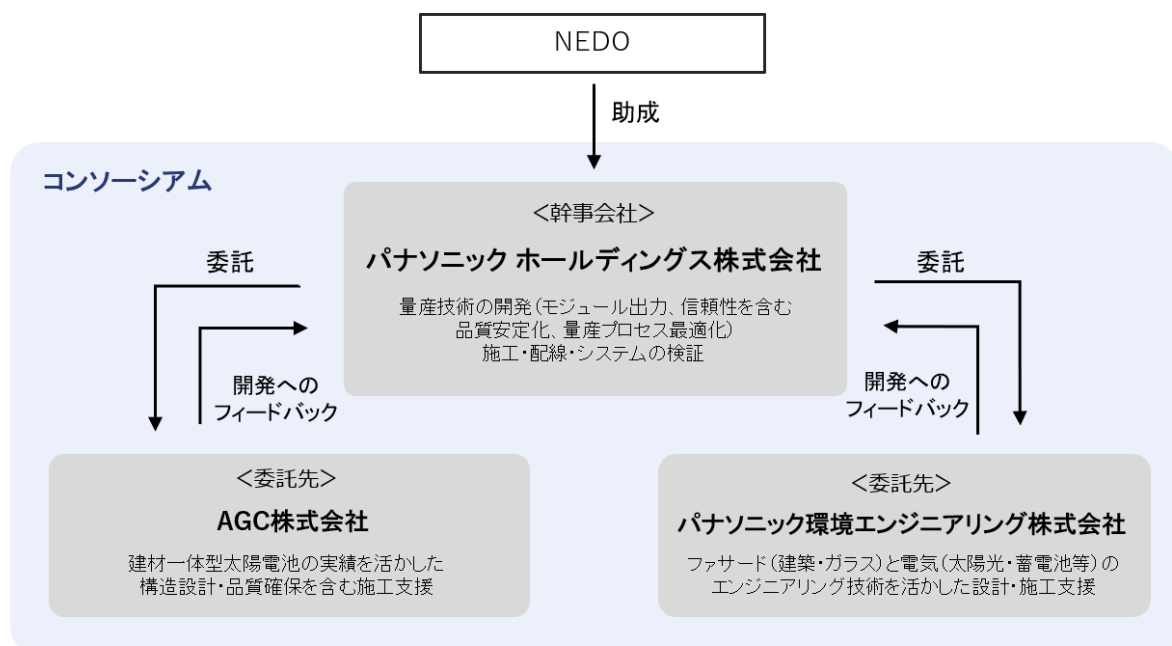 NEDO
助成
コンソーシアム
＜幹事会社＞
パナソニック ホールディングス株式会社
量産技術の開発（モジュール出力、信頼性を含む
品質安定化、量産プロセス最適化）
施工・配線・システムの検証
委託
開発への
フィードバック
委託
開発への
フィードバック
＜委託先＞
AGC株式会社
建材一体型太陽電池の実績を活かした
構造設計・品質確保を含む施工支援
＜委託先＞
パナソニック環境エンジニアリング株式会社
ファサード（建築・ガラス）と電気（太陽光・蓄電池等）の
エンジニアリング技術を活かした設計・施工支援